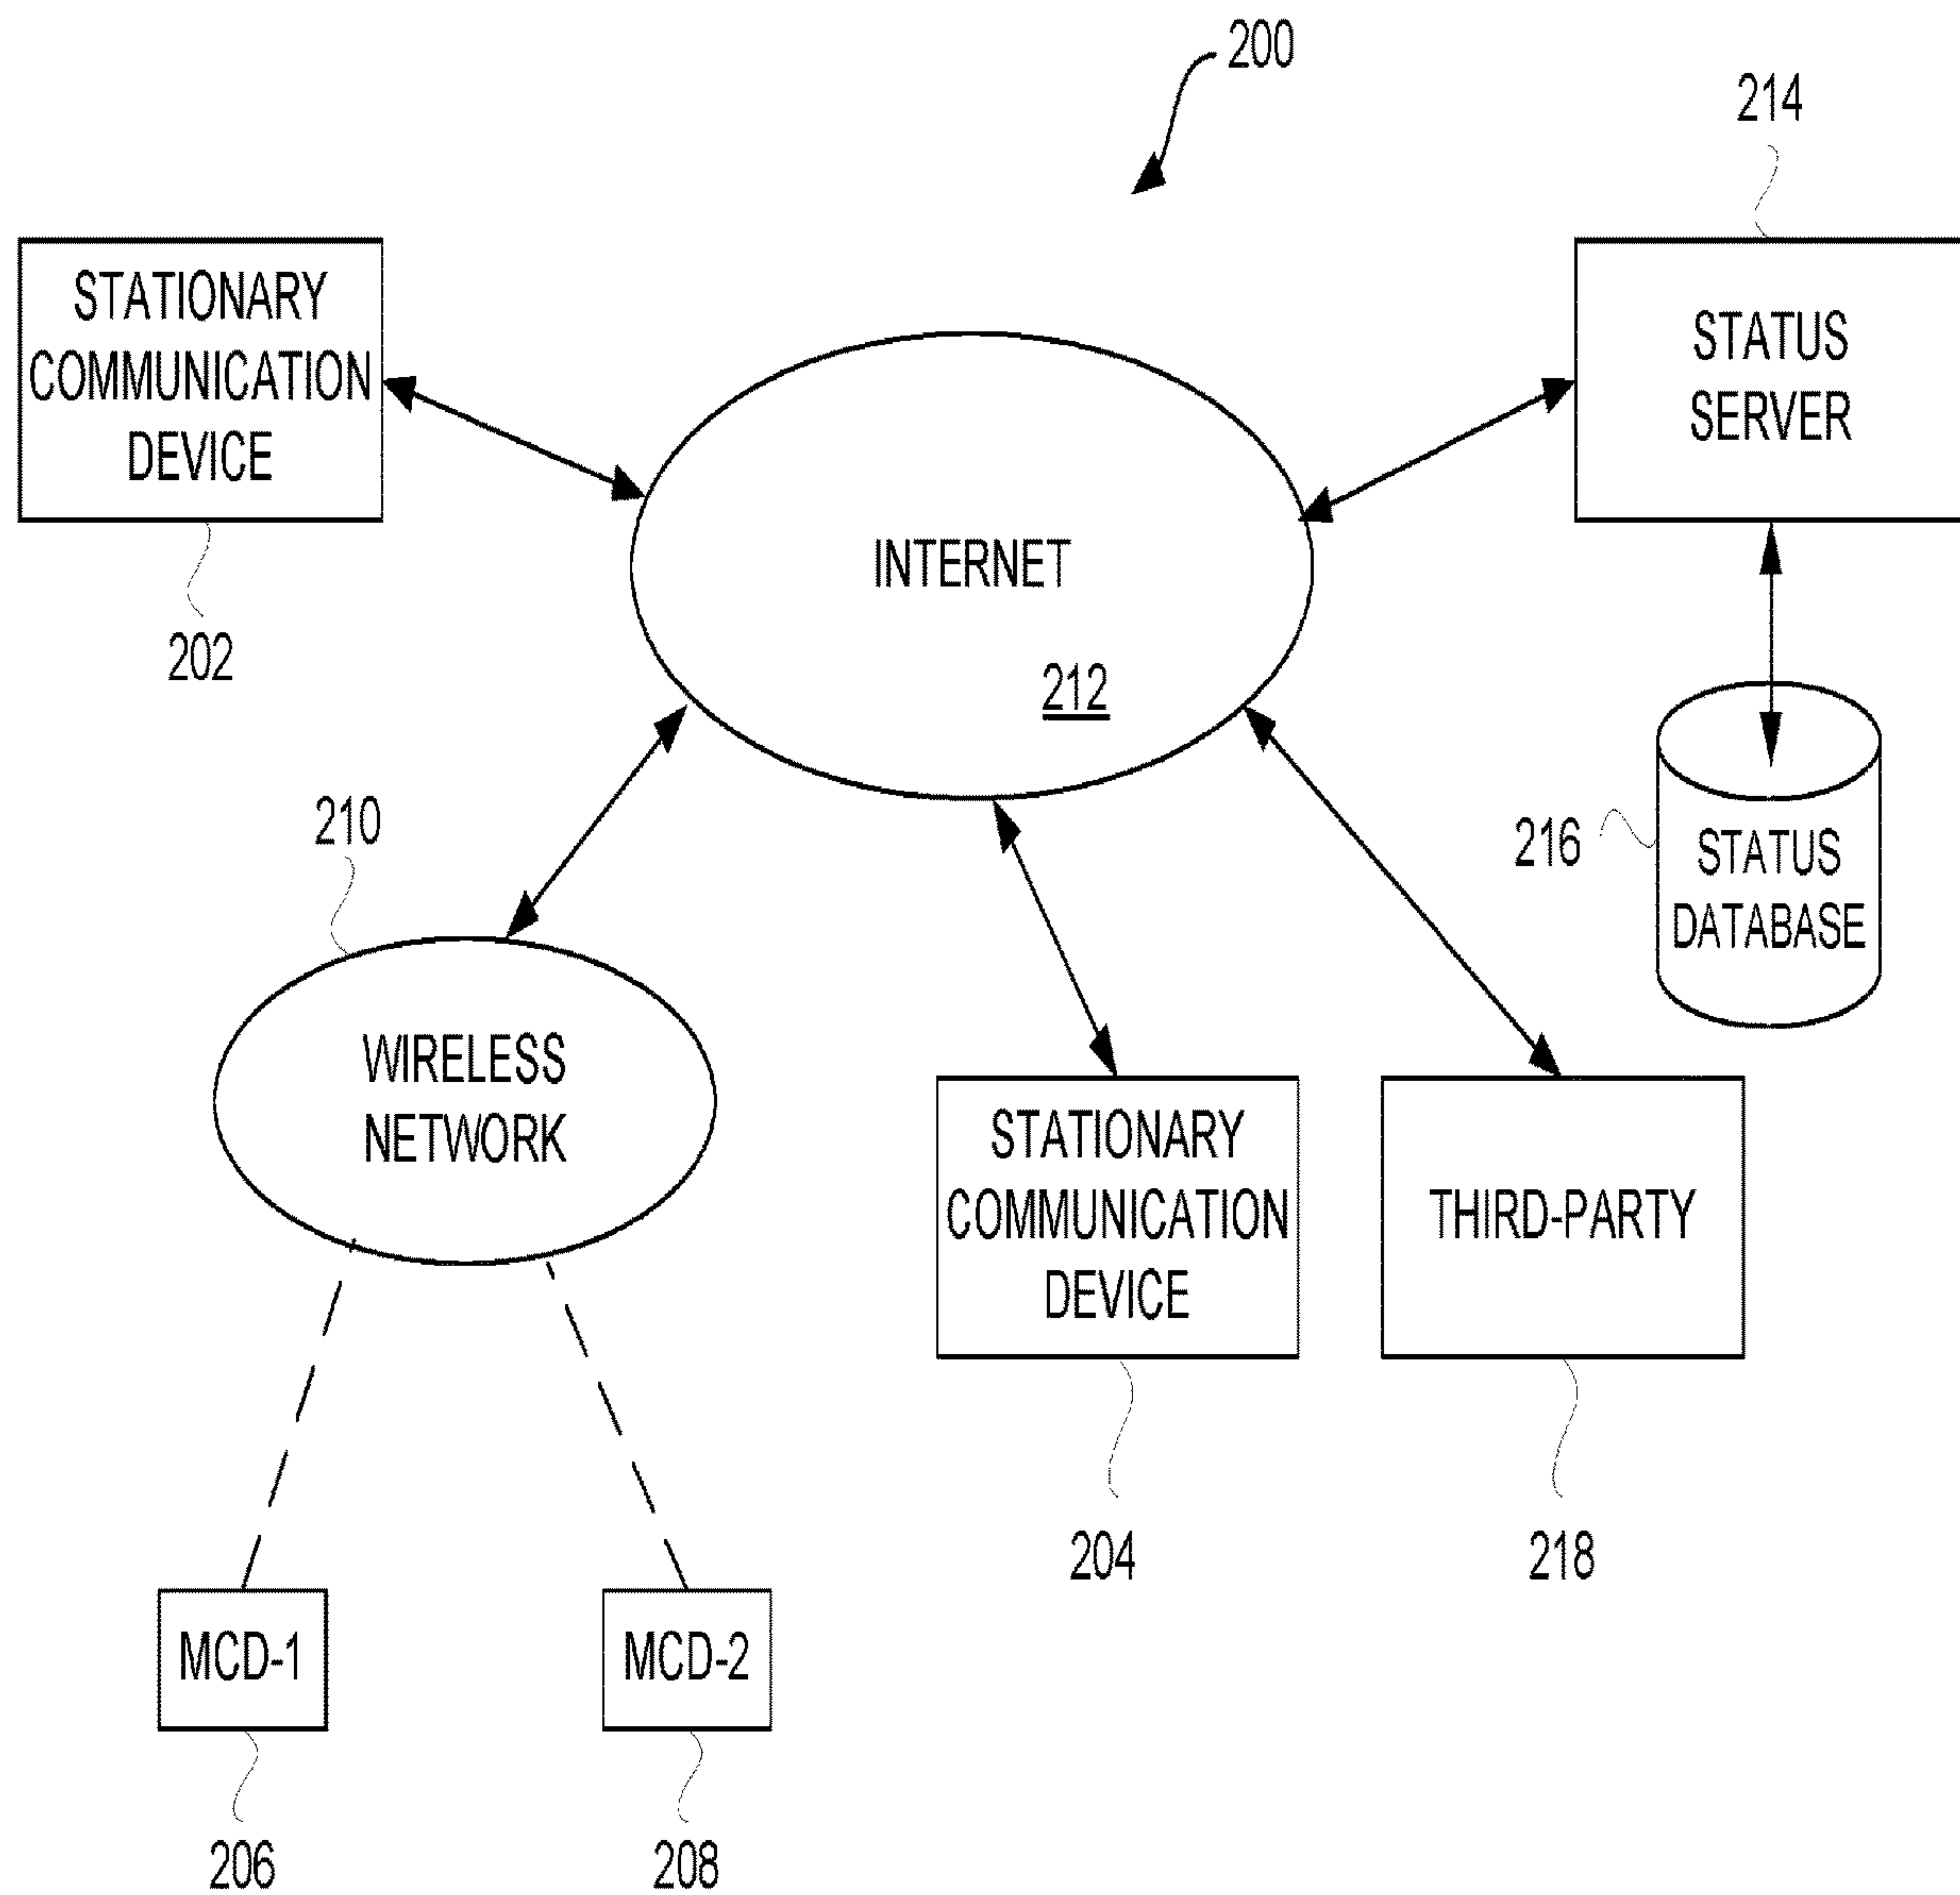 200
214
STATIONARY
COMMUNICATION
DEVICE
STATUS
SERVER
INTERNET
202
212
210
216
STATUS
DATABASE
WIRELESS
NETWORK
STATIONARY
COMMUNICATION
DEVICE
THIRD-PARTY
204
218
MCD-1
MCD-2
206
208